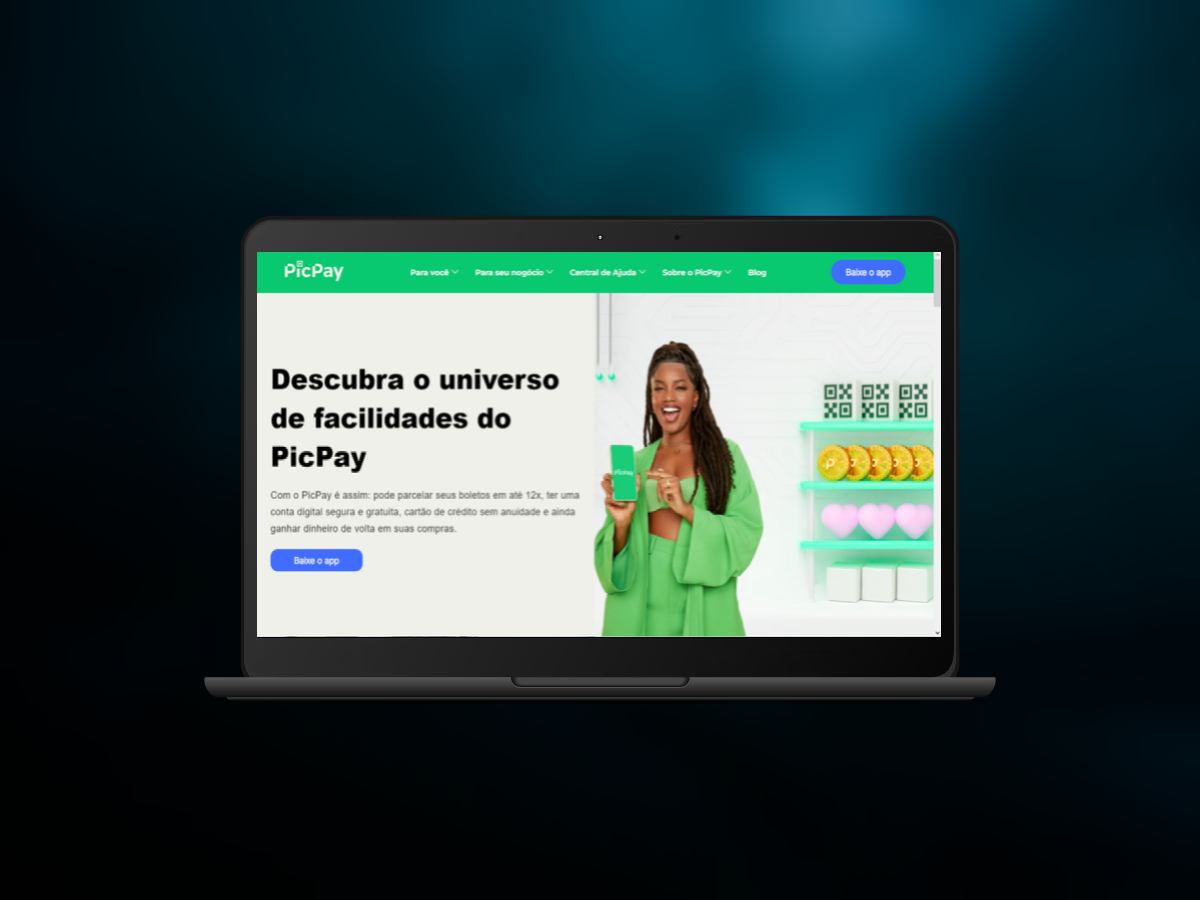 PicPay
Para você
Para seu nogócio
Central de Ajuda
Sobre o PicPay
Blog
Baixe o app
Descubra o universo
de facilidades do
PicPay
Com o PicPay é assim: pode parcelar seus boletos em até 12x, ter uma
conta digital segura e gratuita, cartão de crédito sem anuidade e ainda
ganhar dinheiro de volta em suas compras.
Baixe o app
PicPay